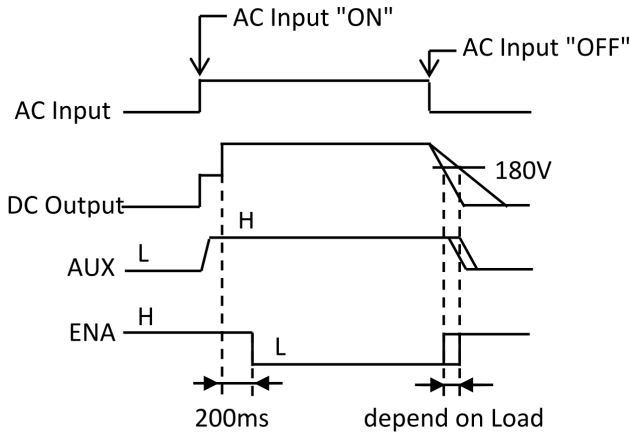 AC Input "ON"
AC Input "OFF"
AC Input
DC Output
180V
H
L
AUX
H
ENA
L
200ms
depend on Load